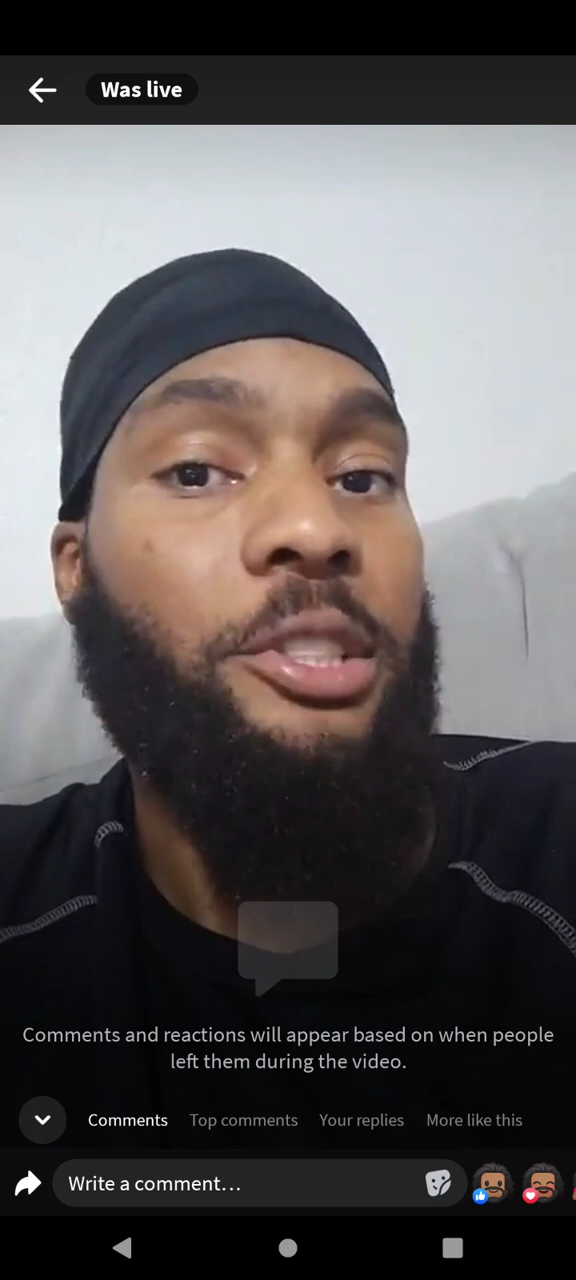 Was live
Comments and reactions will appear based on when people
left them during the video.
Comments Top comments Your replies More like this
Write a comment…